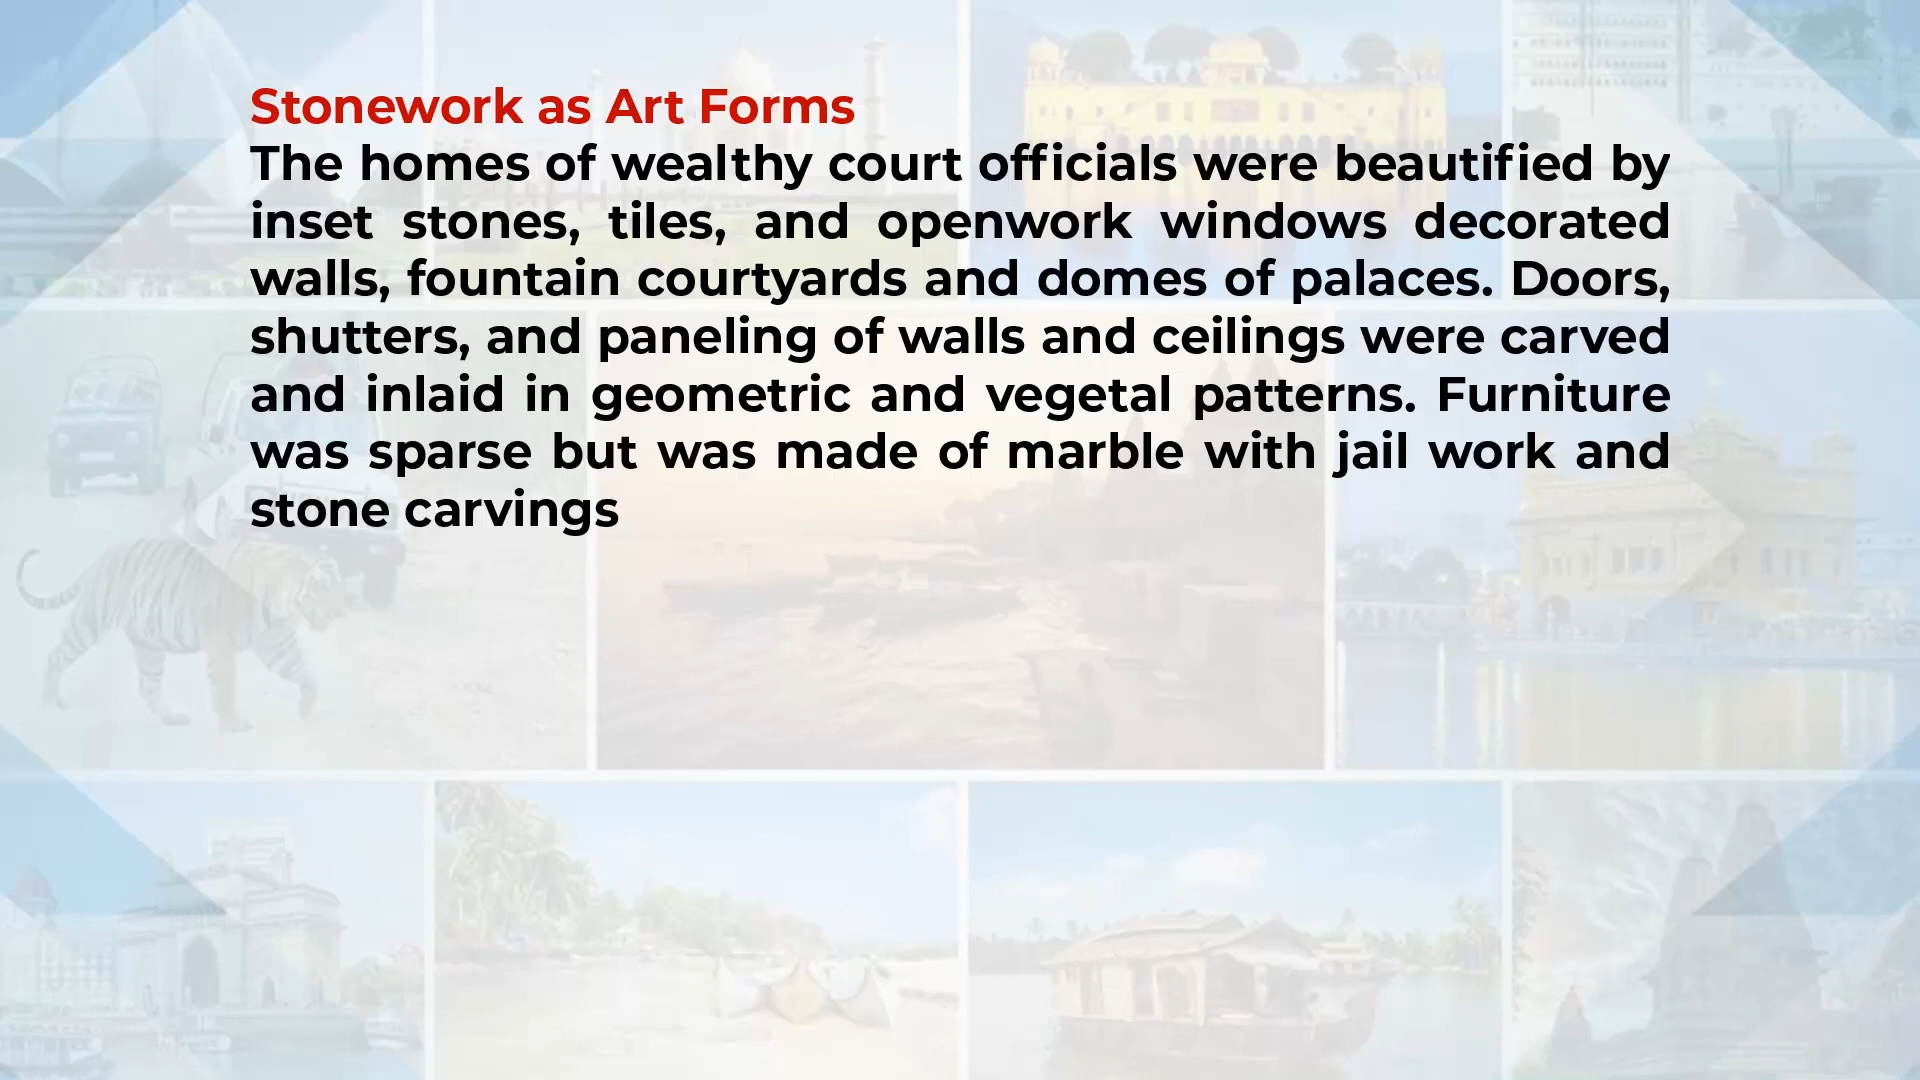 Stonework as Art Forms
The homes of wealthy court officials were beautified by
inset stones, tiles, and openwork windows decorated
walls, fountain courtyards and domes of palaces. Doors,
shutters, and paneling of walls and ceilings were carved
and inlaid in geometric and vegetal patterns. Furniture
was sparse but was made of marble with jail work and
stone carvings